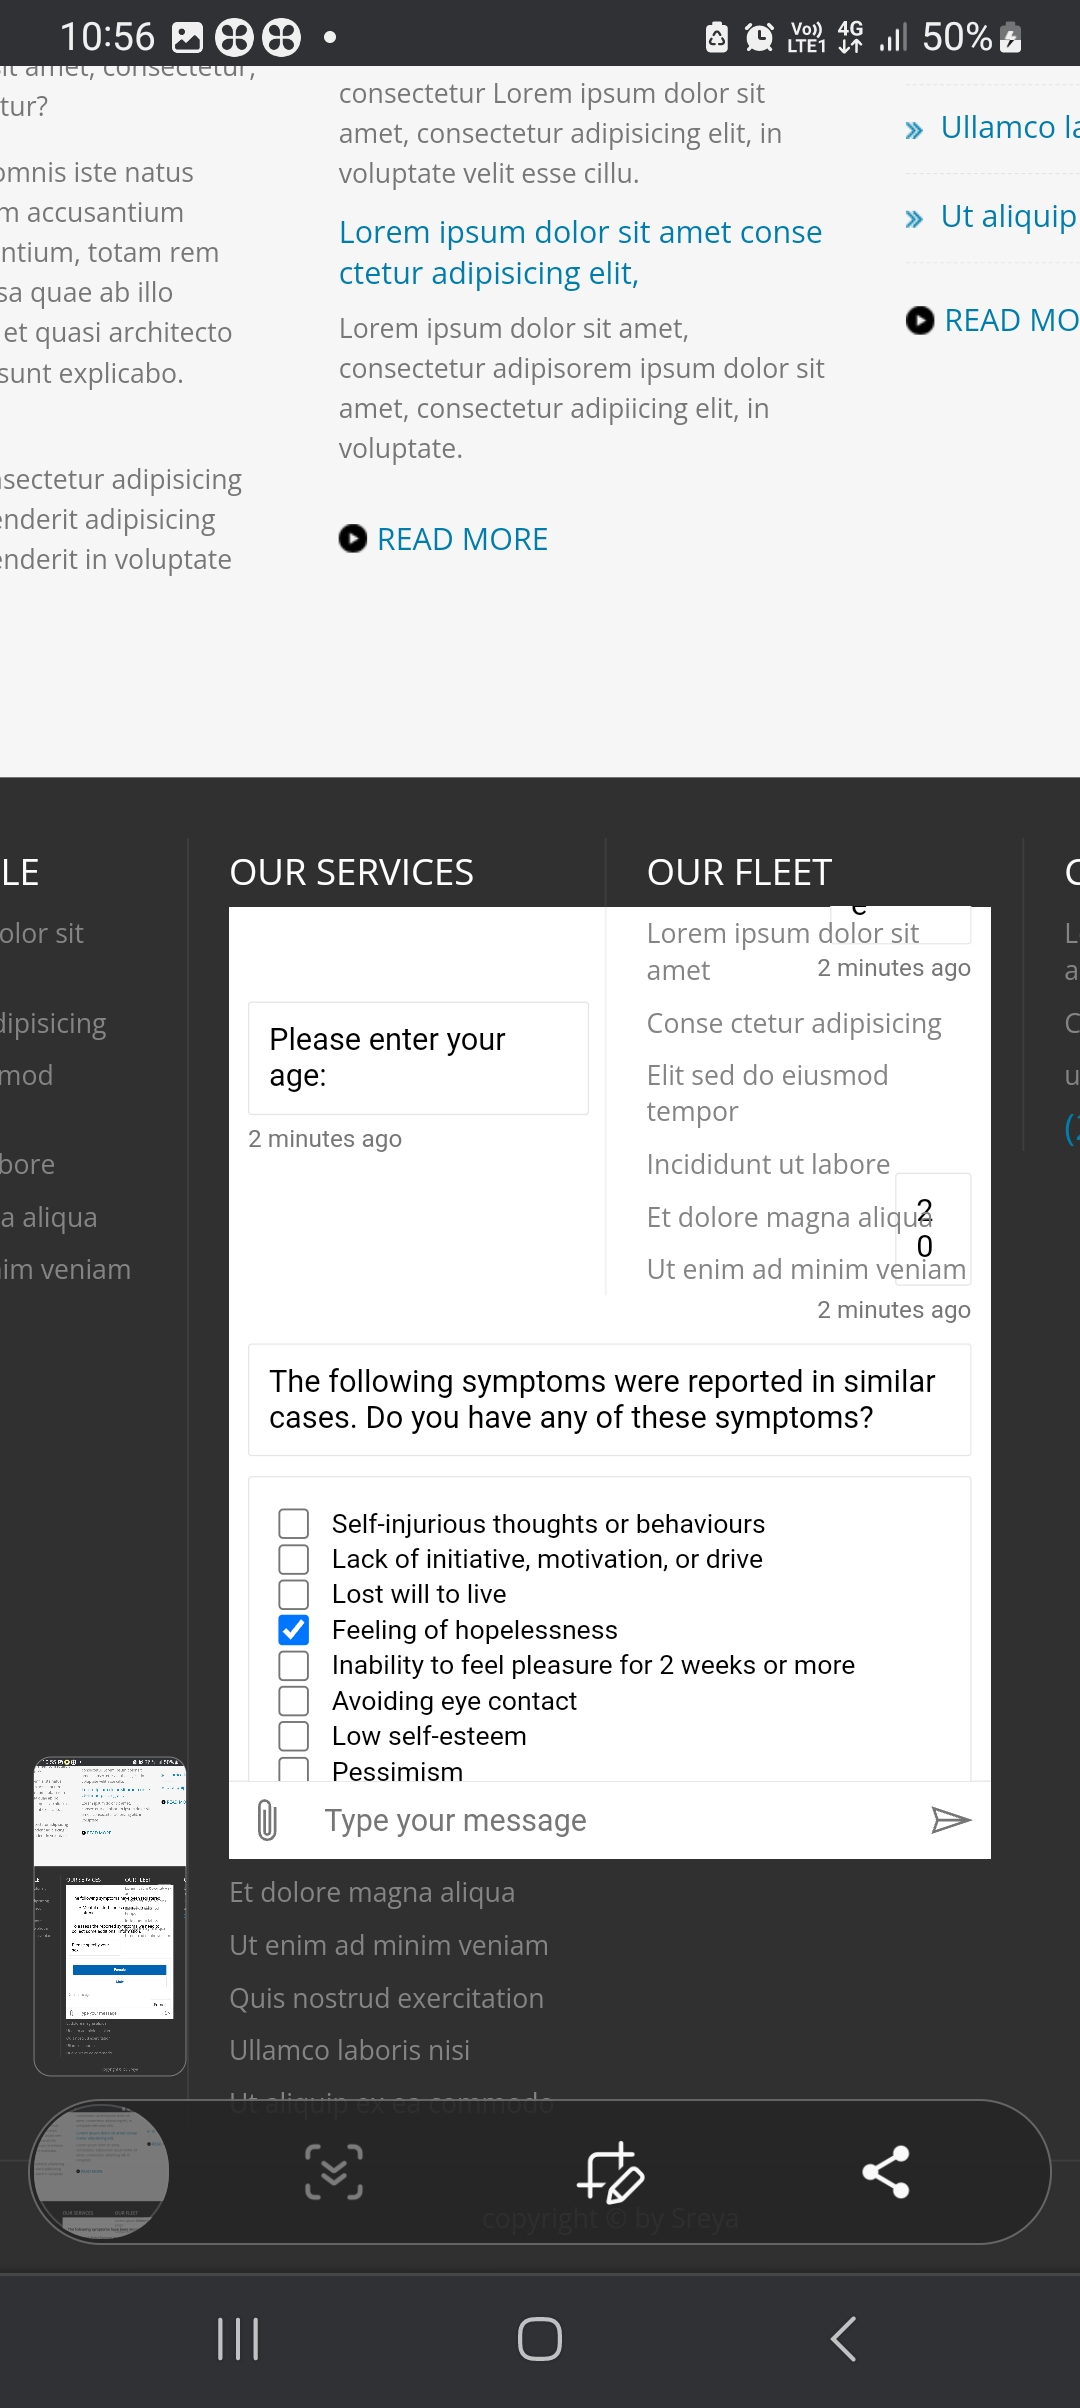 10:56
Vo)) LTE1 4G 50%
sit amet, consectetur,
tur?
omnis iste natus
m accusantium
ntium, totam rem
sa quae ab illo
et quasi architecto
sunt explicabo.
nsectetur adipisicing
enderit adipisicing
enderit in voluptate
consectetur Lorem ipsum dolor sit
amet, consectetur adipisicing elit, in
voluptate velit esse cillu.
Lorem ipsum dolor sit amet conse
ctetur adipisicing elit,
Lorem ipsum dolor sit amet,
consectetur adipisorem ipsum dolor sit
amet, consectetur adipiicing elit, in
voluptate.
READ MORE
Ullamco la
Ut aliquip
READ MO
LE
olor sit
dipisicing
mod
bore
a aliqua
nim veniam
OUR SERVICES
Please enter your
age:
2 minutes ago
OUR FLEET
e
Lorem ipsum dolor sit
amet
2 minutes ago
Conse ctetur adipisicing
Elit sed do eiusmod
tempor
Incididunt ut labore
Et dolore magna aliqua
Ut enim ad minim veniam
2
0
2 minutes ago
The following symptoms were reported in similar
cases. Do you have any of these symptoms?
Self-injurious thoughts or behaviours
Lack of initiative, motivation, or drive
Lost will to live
Feeling of hopelessness
Inability to feel pleasure for 2 weeks or more
Avoiding eye contact
Low self-esteem
Pessimism
Type your message
Et dolore magna aliqua
Ut enim ad minim veniam
Quis nostrud exercitation
Ullamco laboris nisi
Ut aliquip ex ea commodo
copyright © by Sreya